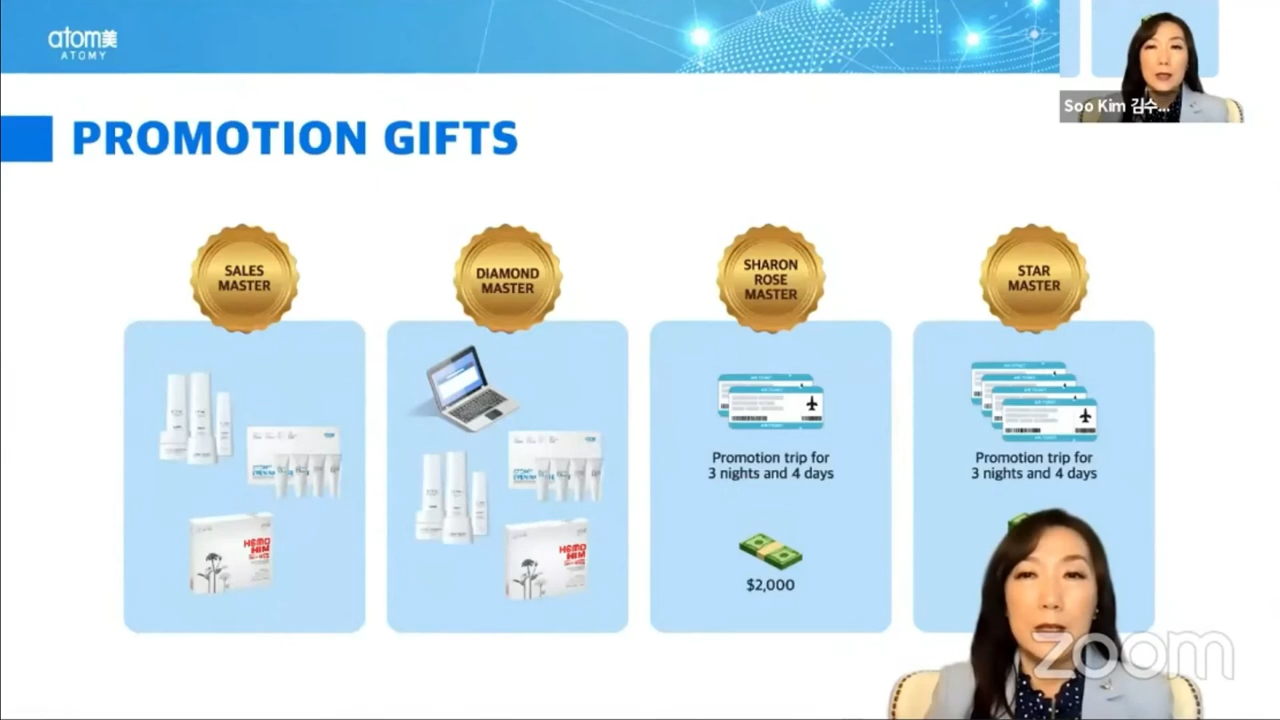 atom美
ATOMY
Soo Kim 김수...
PROMOTION GIFTS
SALES
MASTER
DIAMOND
MASTER
SHARON
ROSE
MASTER
STAR
MASTER
Promotion trip for
3 nights and 4 days
$2,000
Promotion trip for
3 nights and 4 days
HEMO
HIM
HEMO
HIM
zoom